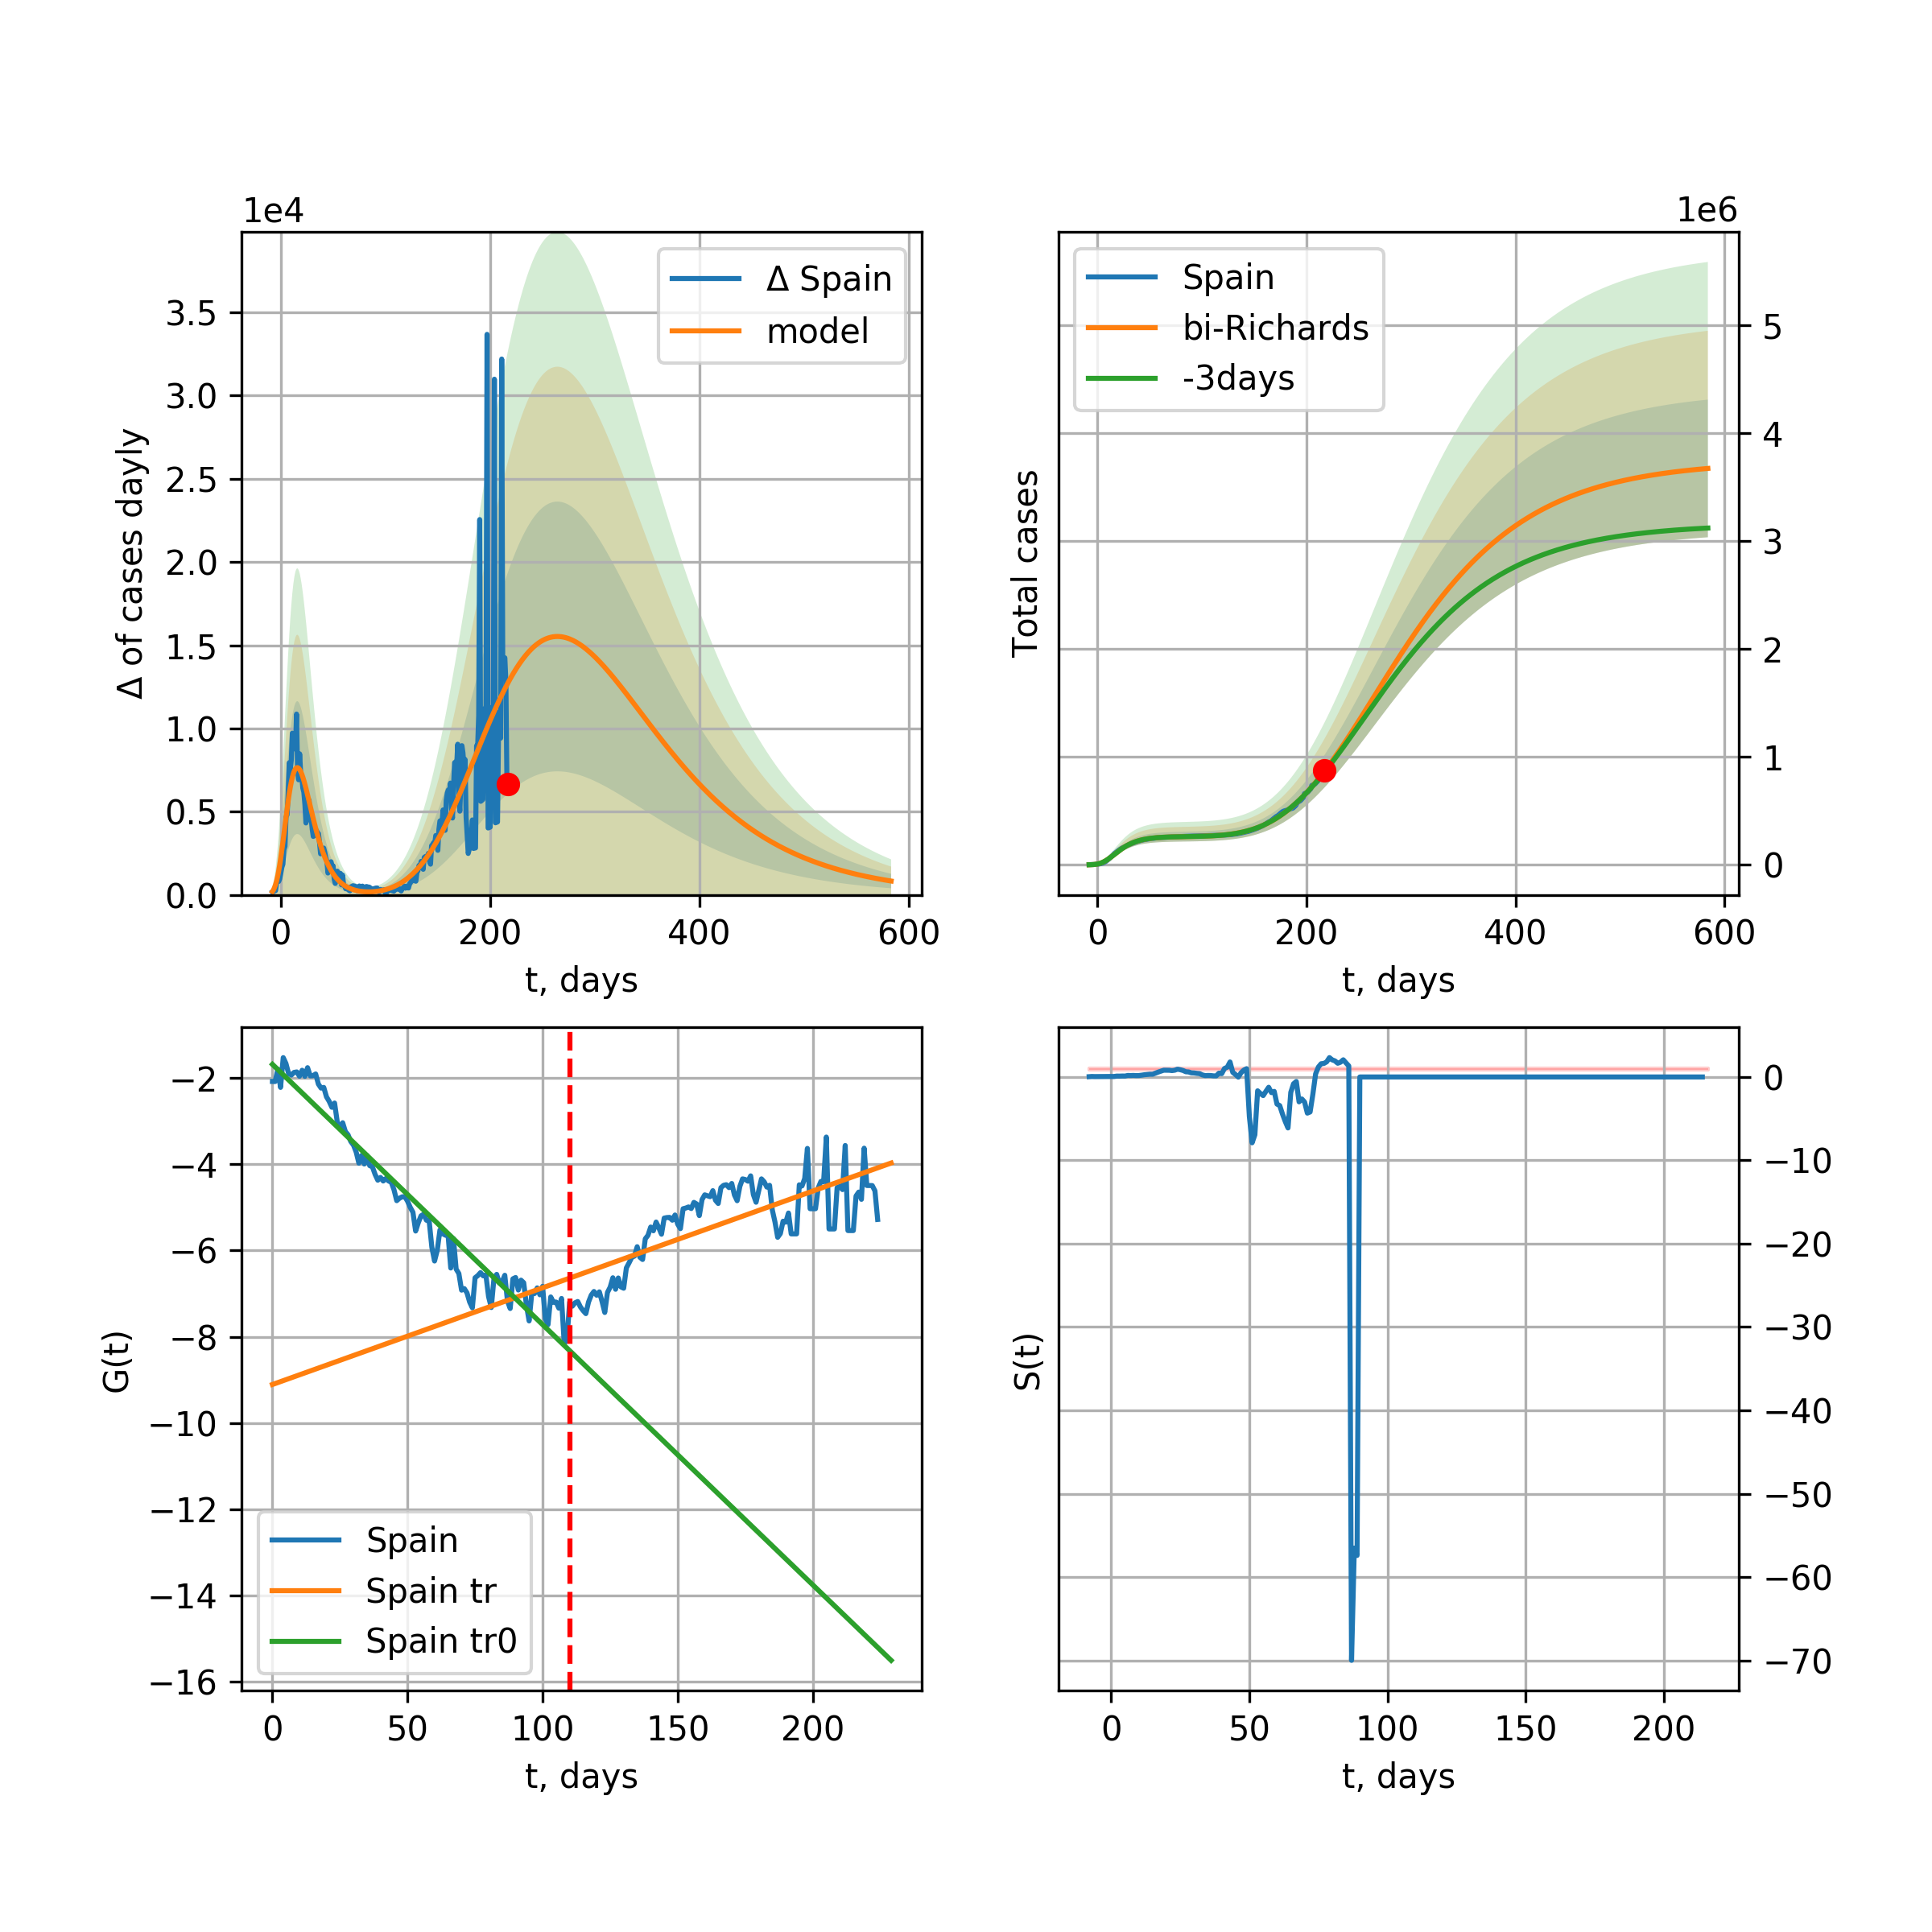 1e4
Δ Spain
model
3.5
3.0
2.5
2.0
1.5
1.0
0.5
0.0
Δ of cases dayly
0 200 400 600
t, days
1e6
Spain
bi-Richards
-3days
5
4
3
2
1
0
Total cases
0 200 400 600
t, days
−2
−4
−6
−8
−10
−12
−14
−16
G(t)
Spain
Spain tr
Spain tr0
0 50 100 150 200
t, days
0
−10
−20
−30
−40
−50
−60
−70
S(t)
0 50 100 150 200
t, days